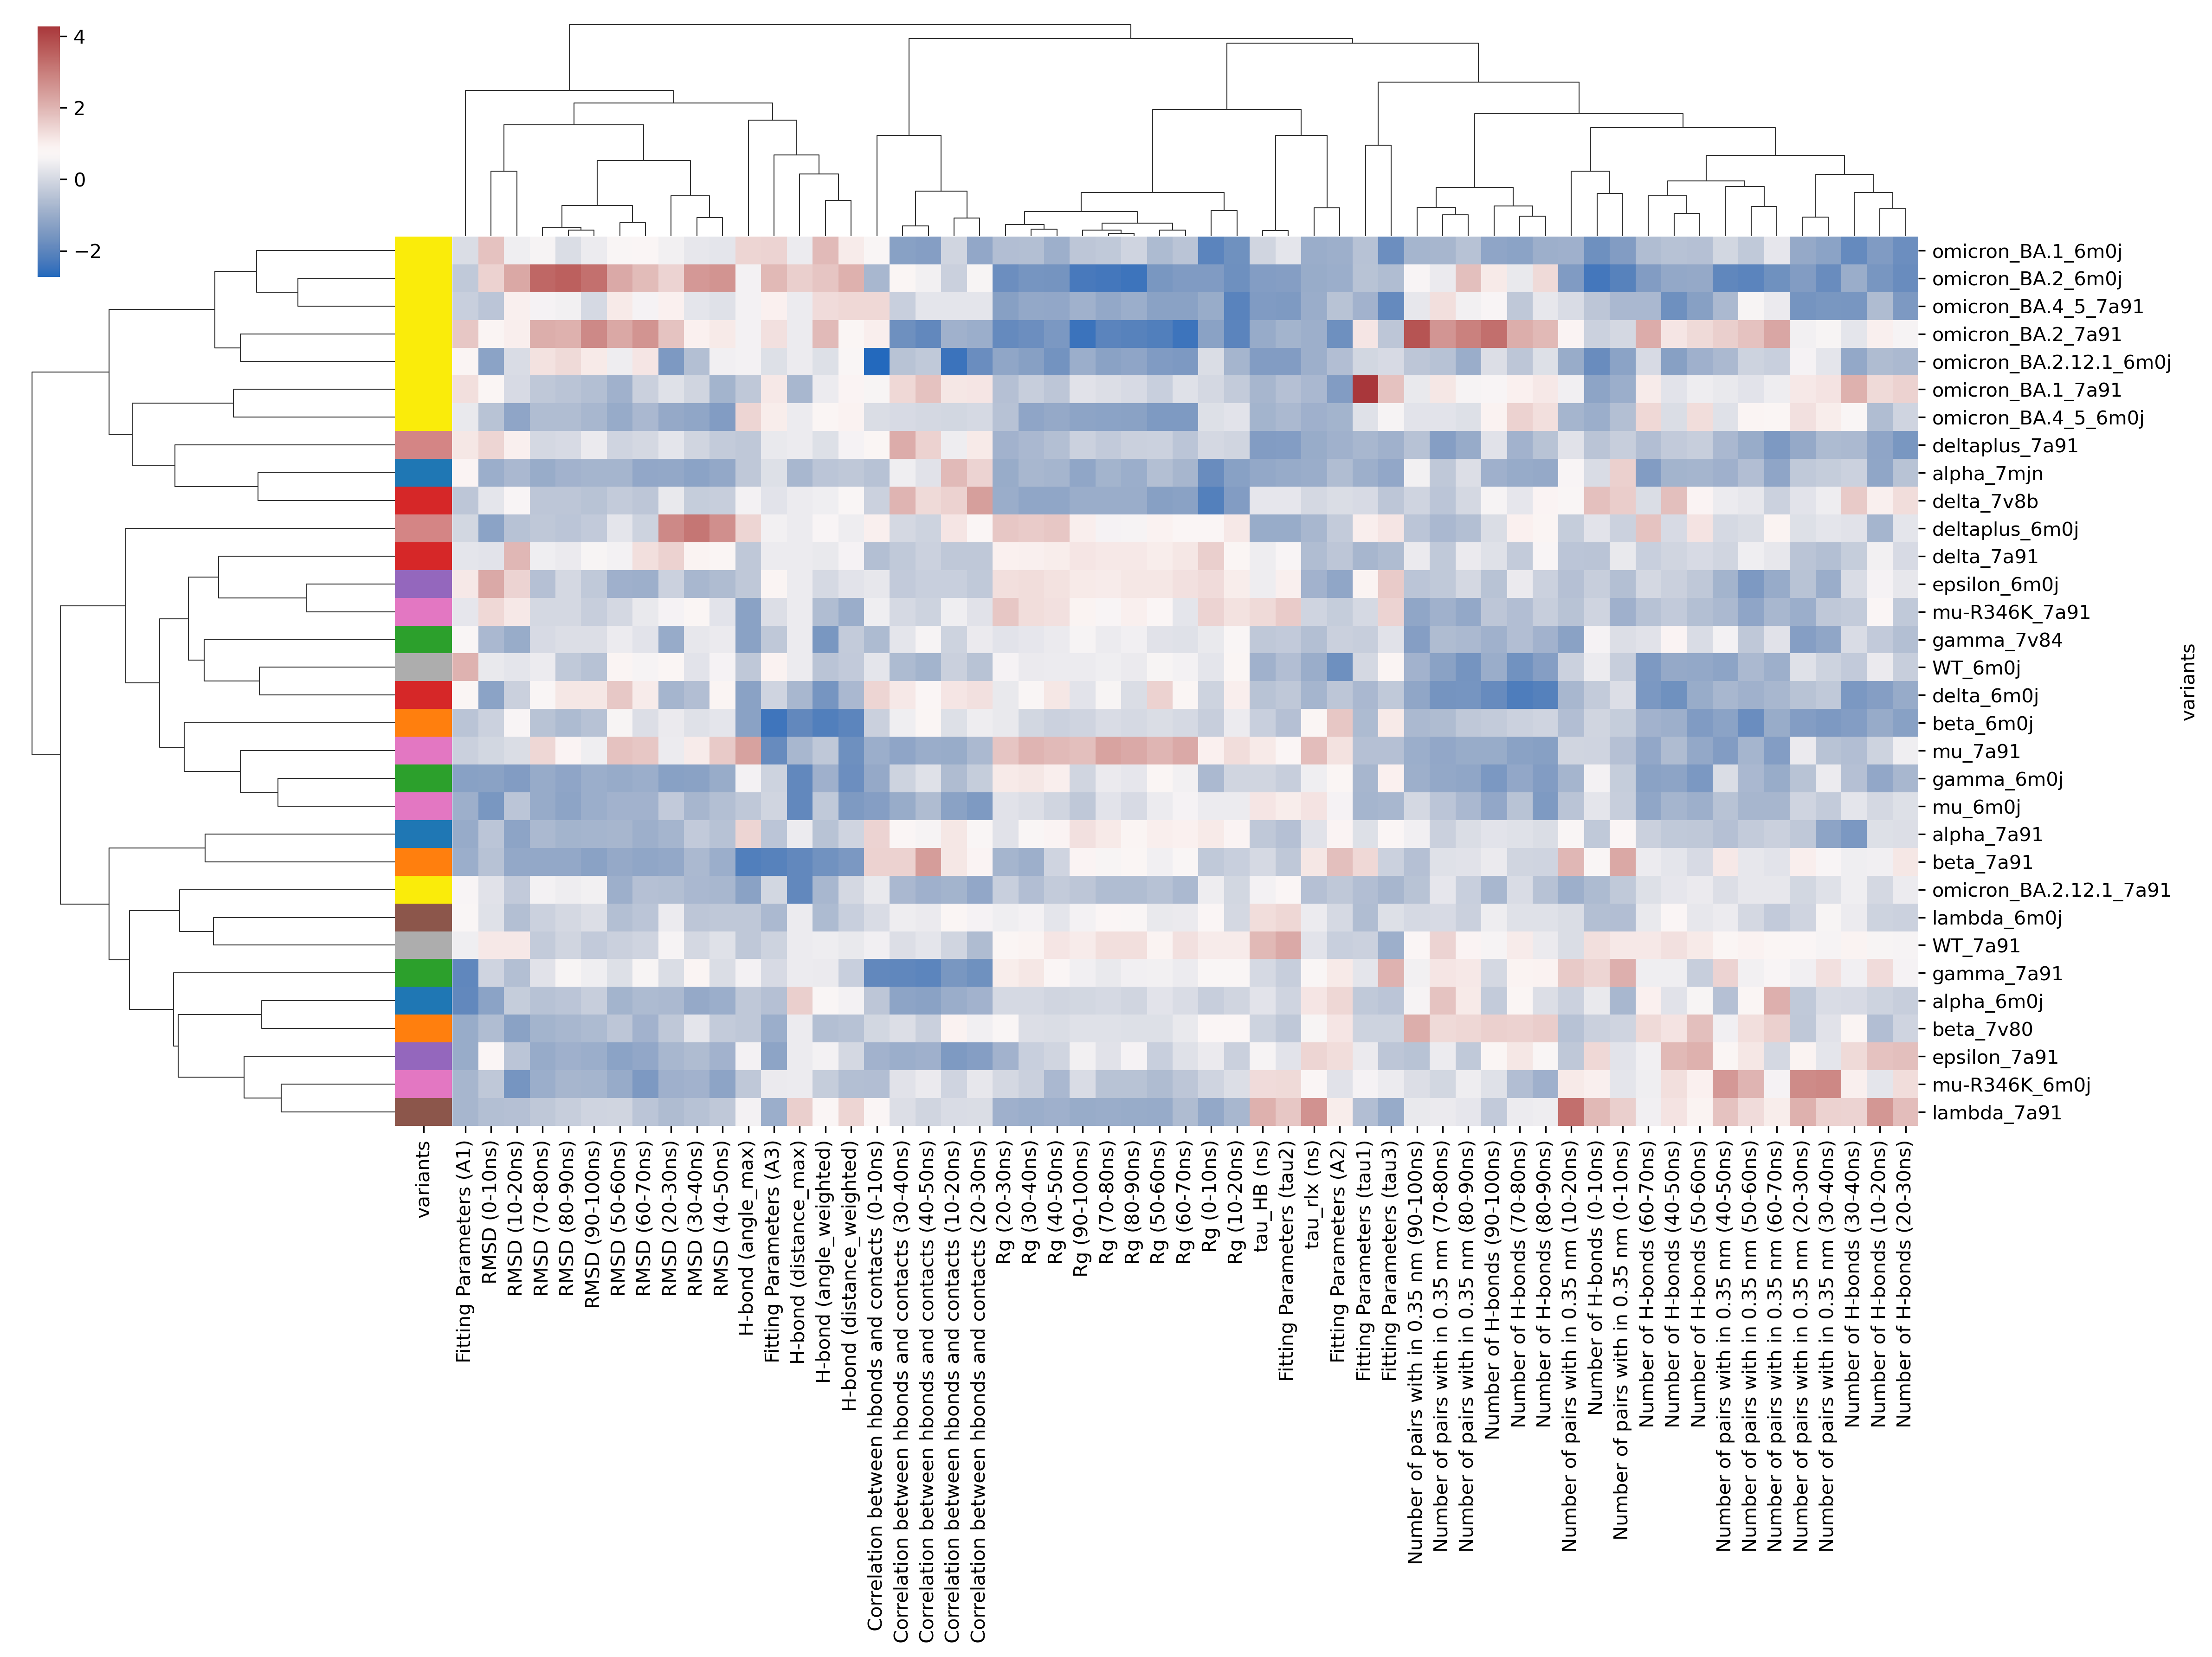 4
2
0
−2
omicron_BA.1_6m0j
omicron_BA.2_6m0j
omicron_BA.4_5_7a91
omicron_BA.2_7a91
omicron_BA.2.12.1_6m0j
omicron_BA.1_7a91
omicron_BA.4_5_6m0j
deltaplus_7a91
alpha_7mjn
delta_7v8b
deltaplus_6m0j
delta_7a91
epsilon_6m0j
mu-R346K_7a91
gamma_7v84
WT_6m0j
delta_6m0j
beta_6m0j
mu_7a91
gamma_6m0j
mu_6m0j
alpha_7a91
beta_7a91
omicron_BA.2.12.1_7a91
lambda_6m0j
WT_7a91
gamma_7a91
alpha_6m0j
beta_7v80
epsilon_7a91
mu-R346K_6m0j
lambda_7a91
variants
variants
Fitting Parameters (A1)
RMSD (0-10ns)
RMSD (10-20ns)
RMSD (70-80ns)
RMSD (80-90ns)
RMSD (90-100ns)
RMSD (50-60ns)
RMSD (60-70ns)
RMSD (20-30ns)
RMSD (30-40ns)
RMSD (40-50ns)
H-bond (angle_max)
Fitting Parameters (A3)
H-bond (distance_max)
H-bond (angle_weighted)
H-bond (distance_weighted)
Correlation between hbonds and contacts (0-10ns)
Correlation between hbonds and contacts (30-40ns)
Correlation between hbonds and contacts (40-50ns)
Correlation between hbonds and contacts (10-20ns)
Correlation between hbonds and contacts (20-30ns)
Rg (20-30ns)
Rg (30-40ns)
Rg (40-50ns)
Rg (90-100ns)
Rg (70-80ns)
Rg (80-90ns)
Rg (50-60ns)
Rg (60-70ns)
Rg (0-10ns)
Rg (10-20ns)
tau_HB (ns)
Fitting Parameters (tau2)
tau_rlx (ns)
Fitting Parameters (A2)
Fitting Parameters (tau1)
Fitting Parameters (tau3)
Number of pairs with in 0.35 nm (90-100ns)
Number of pairs with in 0.35 nm (70-80ns)
Number of pairs with in 0.35 nm (80-90ns)
Number of H-bonds (90-100ns)
Number of H-bonds (70-80ns)
Number of H-bonds (80-90ns)
Number of pairs with in 0.35 nm (10-20ns)
Number of H-bonds (0-10ns)
Number of pairs with in 0.35 nm (0-10ns)
Number of H-bonds (60-70ns)
Number of H-bonds (40-50ns)
Number of H-bonds (50-60ns)
Number of pairs with in 0.35 nm (40-50ns)
Number of pairs with in 0.35 nm (50-60ns)
Number of pairs with in 0.35 nm (60-70ns)
Number of pairs with in 0.35 nm (20-30ns)
Number of pairs with in 0.35 nm (30-40ns)
Number of H-bonds (30-40ns)
Number of H-bonds (10-20ns)
Number of H-bonds (20-30ns)